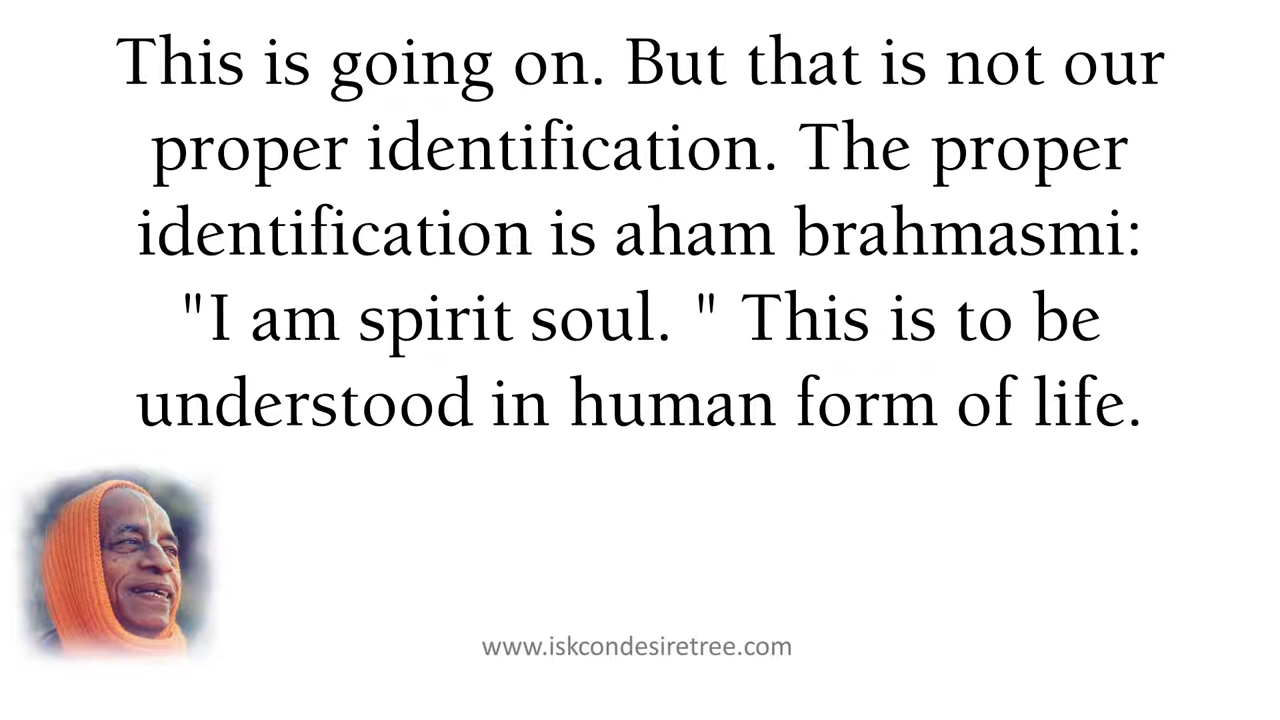 This is going on. But that is not our
proper identification. The proper
identification is aham brahmasmi:
"I am spirit soul. " This is to be
understood in human form of life.
www.iskcondesiretree.com